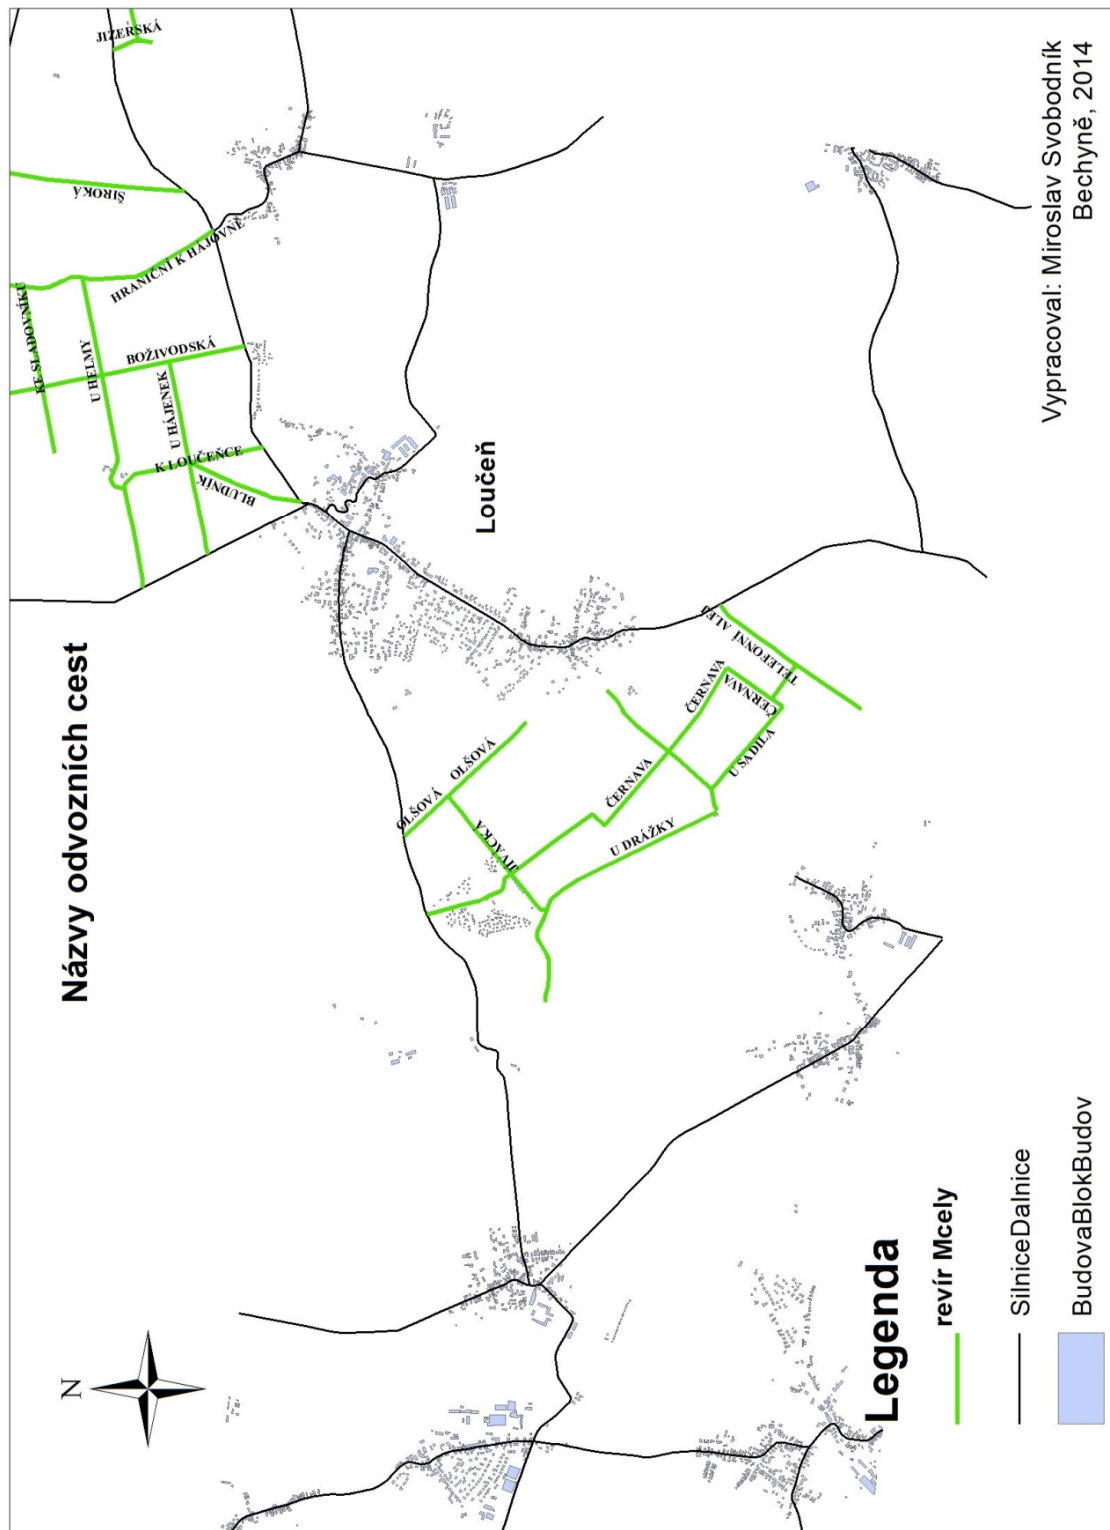 Názvy odvozních cest
N
JIZERSKÁ
ŠIROKÁ
HRANIČNÍ K HÁJOVNĚ
KE SLADOVNÍKU
U HELMY
BOŽIVODSKÁ
U HÁJENEK
K LOUČEŇCE
BLUDNÍK
Loučeň
OLŠOVÁ
OLŠOVÁ
JIVÁČKA
ČERNAVA
ČERNAVA
ČERNAVA
U DRÁŽKY
U SADILA
TELEFONNÍ ALEJ
Legenda
revír Mcely
SilniceDalnice
BudovaBlokBudov
Vypracoval: Miroslav Svobodník
Bechyně, 2014